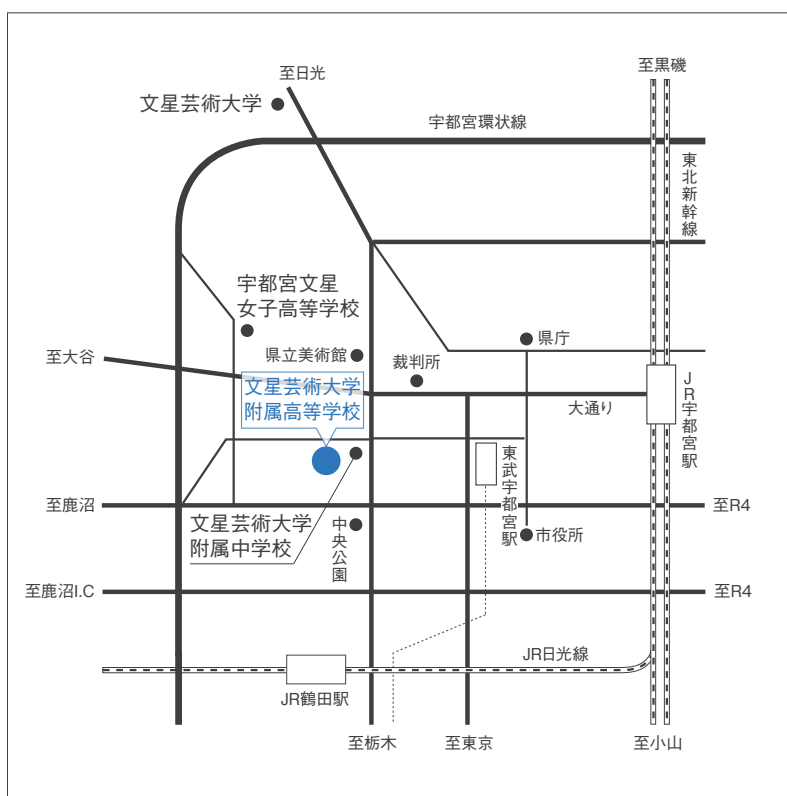 至黒磯
至日光
文星芸術大学
宇都宮環状線
東北新幹線
宇都宮文星
女子高等学校
県庁
至大谷
県立美術館
裁判所
文星芸術大学
附属高等学校
大通り
JR宇都宮駅
東武宇都宮駅
至鹿沼
至R4
文星芸術大学
附属中学校
中央公園
市役所
至鹿沼I.C
至R4
JR日光線
JR鶴田駅
至栃木
至東京
至小山